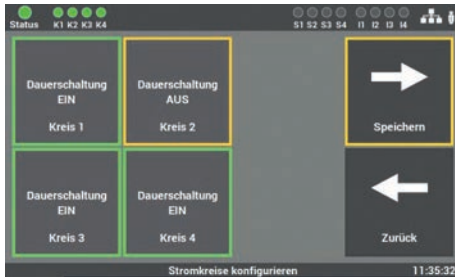 Status K1 K2 K3 K4 S1 S2 S3 S4 I1 I2 I3 I4
Dauerschaltung
EIN
Kreis 1
Dauerschaltung
AUS
Kreis 2
Speichern
Dauerschaltung
EIN
Kreis 3
Dauerschaltung
EIN
Kreis 4
Zurück
Stromkreise konfigurieren 11:35:32